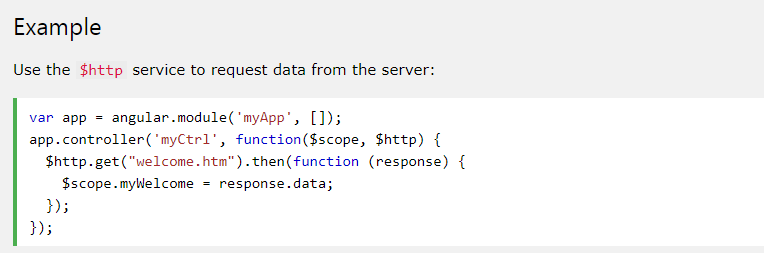 Example
Use the $http service to request data from the server:
var app = angular.module('myApp', []);
app.controller('myCtrl', function($scope, $http) {
  $http.get("welcome.htm").then(function (response) {
    $scope.myWelcome = response.data;
  });
});